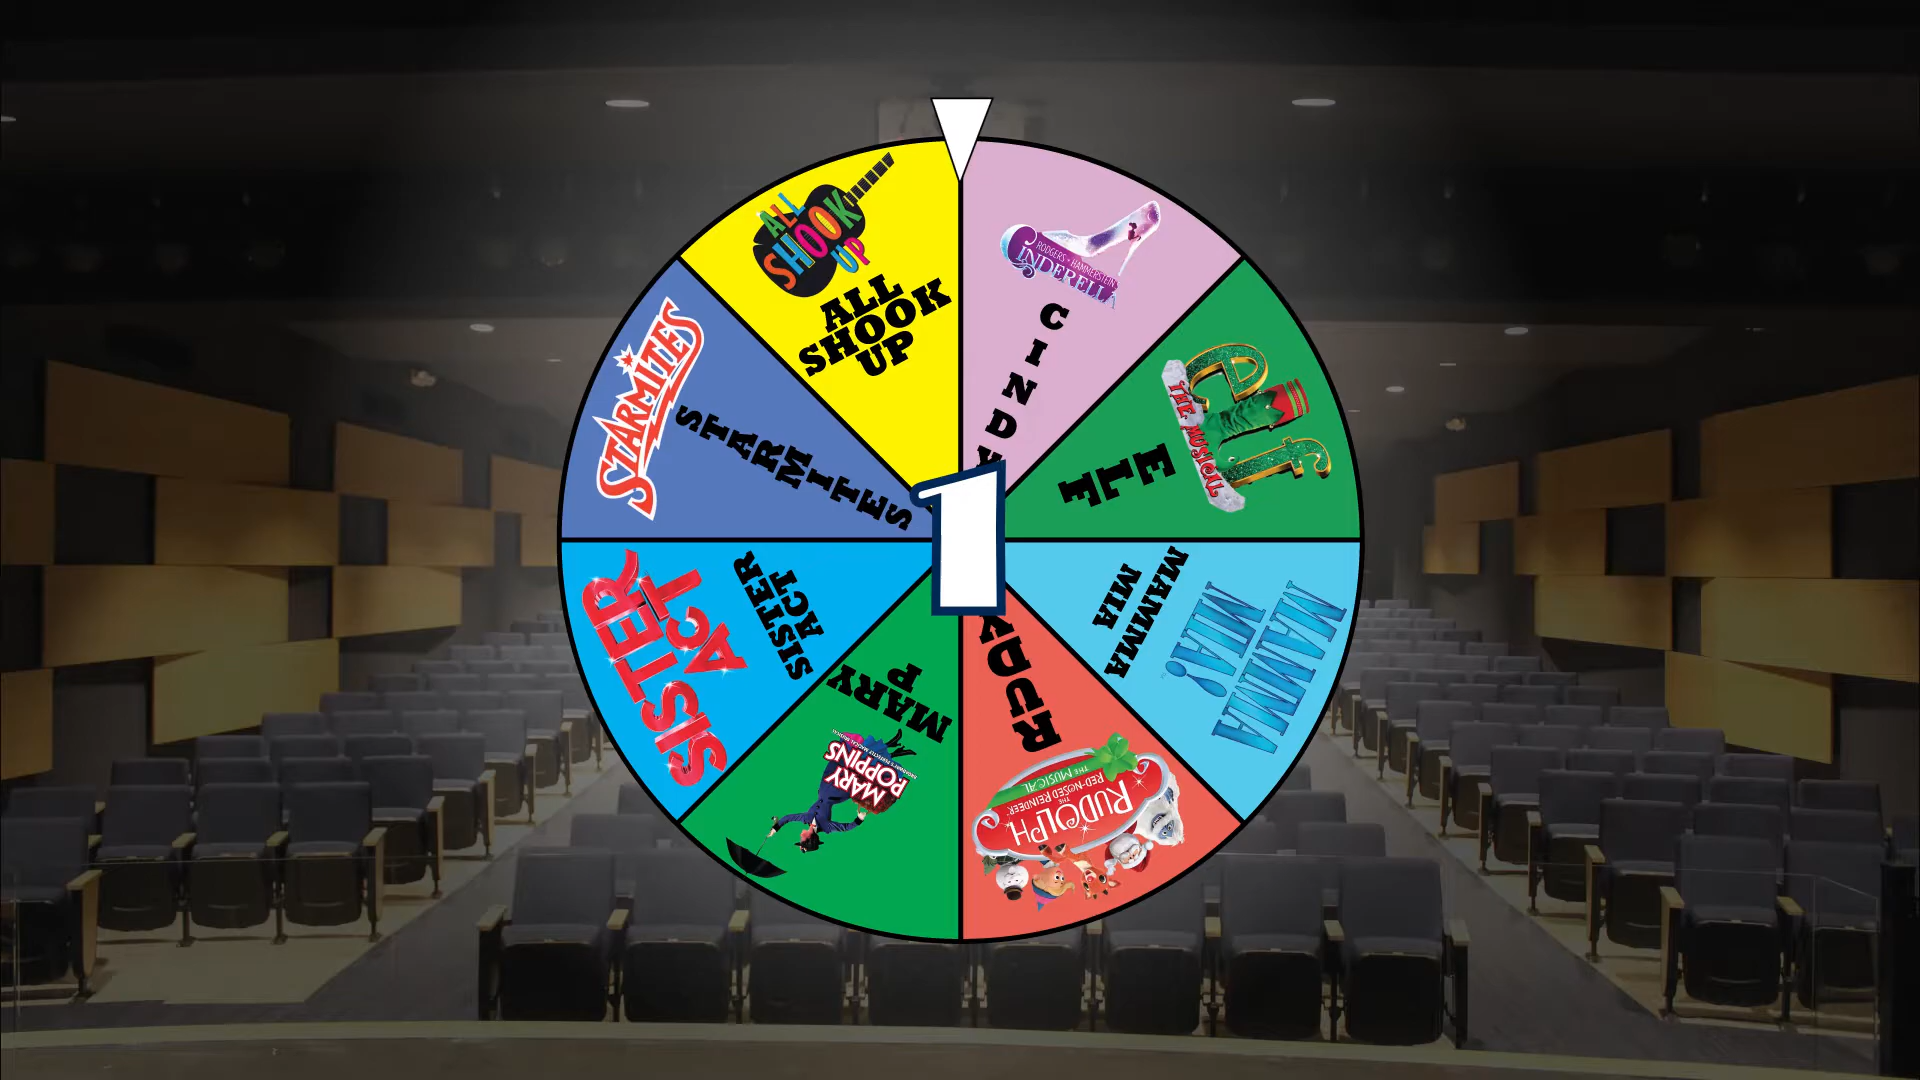 ALL
SHOOK
UP
ALL
SHOOK
UP
RODGERS + HAMMERSTEIN'S
CINDERELLA
CINDY
elf
THE MUSICAL
ELF
MAMMA
MIA!
MAMMA
MIA
RUDOLPH
THE
RED-NOSED REINDEER
THE MUSICAL
RUD
MARY
POPPINS
MARY
P
SISTER
ACT
SISTER
ACT
STARMITES
STARMITES
1